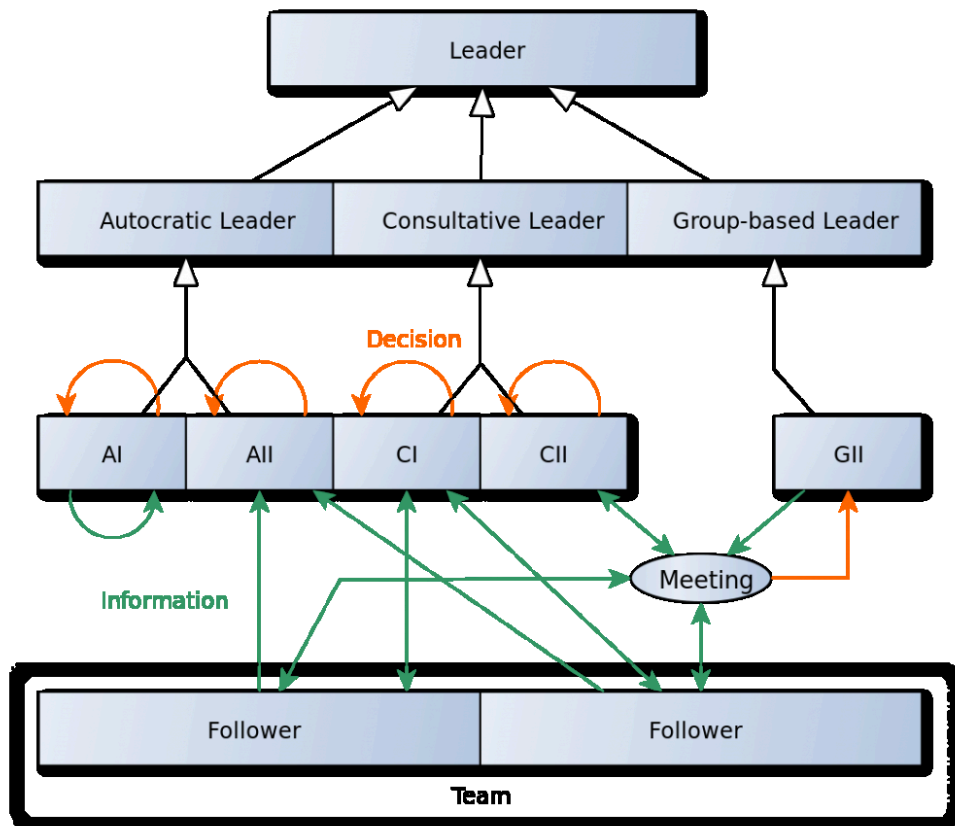 Leader
Autocratic Leader
Consultative Leader
Group-based Leader
Decision
AI
AII
CI
CII
GII
Meeting
Information
Follower
Follower
Team